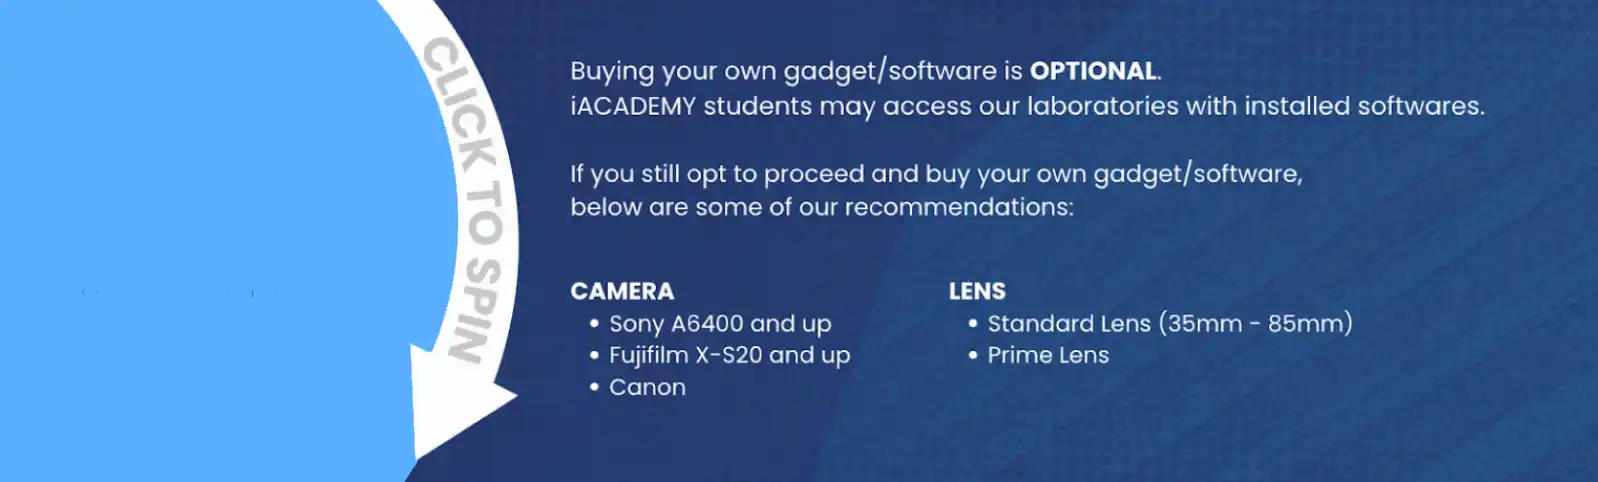 CLICK TO SPIN
Buying your own gadget/software is OPTIONAL.
iACADEMY students may access our laboratories with installed softwares.
If you still opt to proceed and buy your own gadget/software,
below are some of our recommendations:
CAMERA
• Sony A6400 and up
• Fujifilm X-S20 and up
• Canon
LENS
• Standard Lens (35mm - 85mm)
• Prime Lens